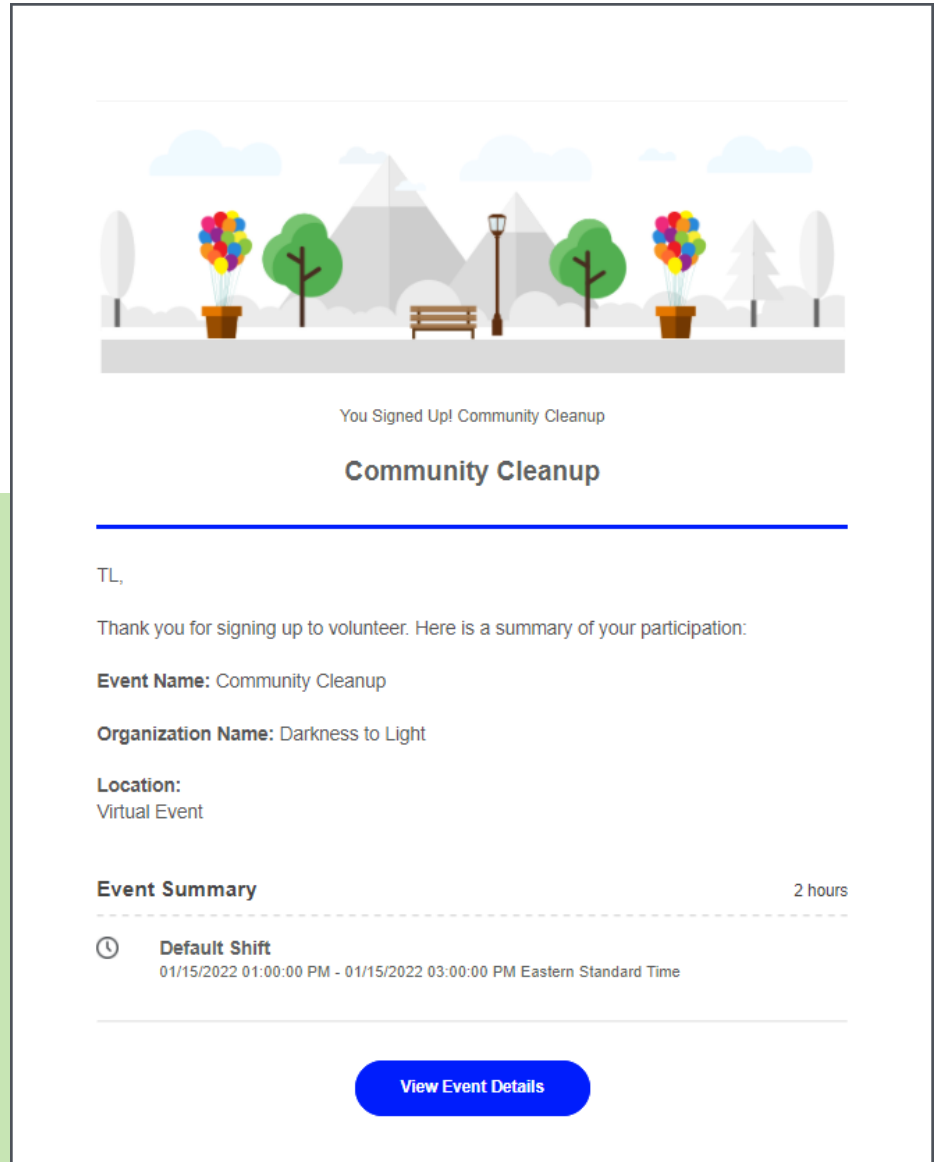 You Signed Up! Community Cleanup
Community Cleanup
TL,
Thank you for signing up to volunteer. Here is a summary of your participation:
Event Name: Community Cleanup
Organization Name: Darkness to Light
Location:
Virtual Event
Event Summary 2 hours
Default Shift
01/15/2022 01:00:00 PM - 01/15/2022 03:00:00 PM Eastern Standard Time
View Event Details